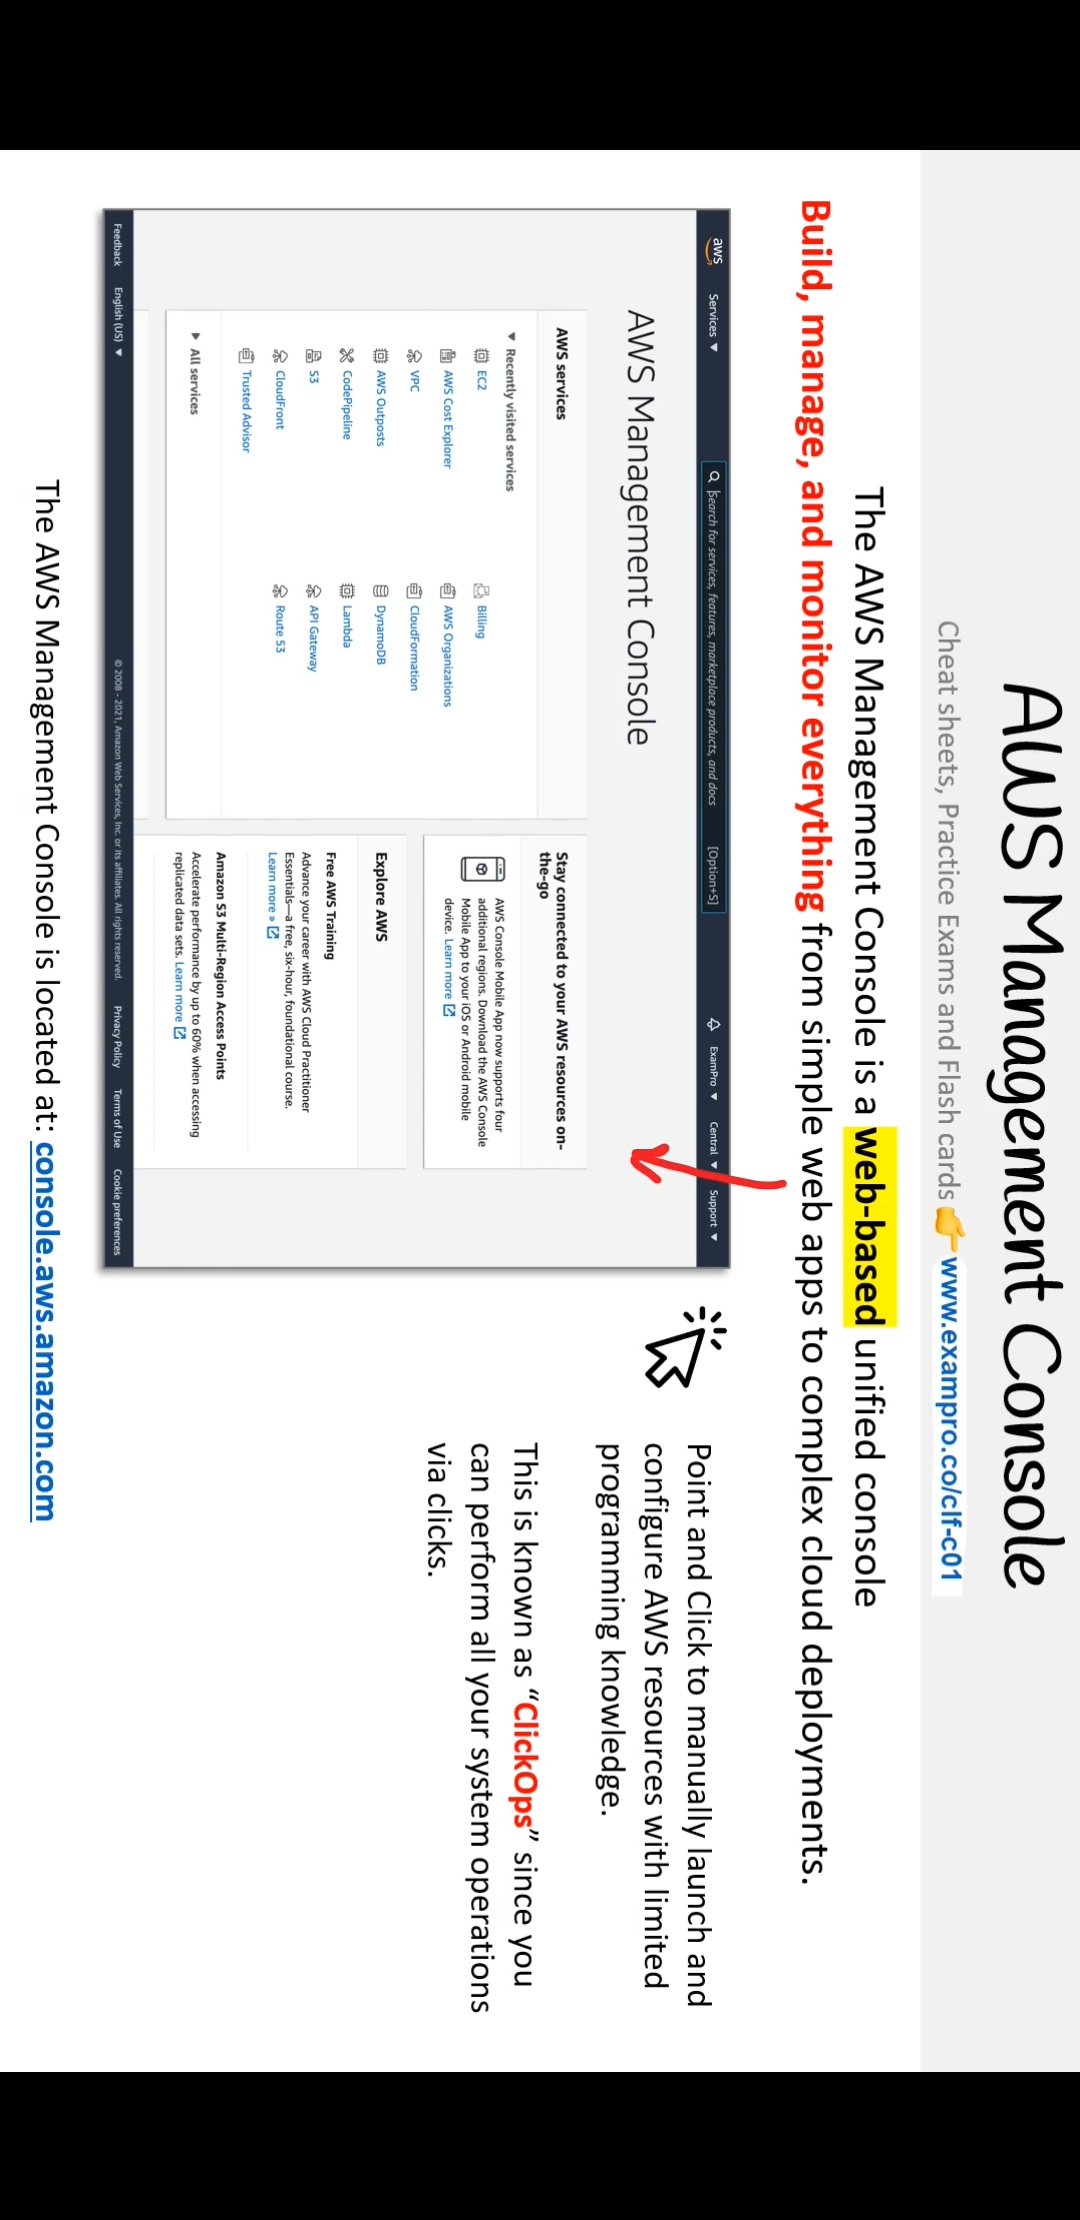 AWS Management Console
Cheat sheets, Practice Exams and Flash cards 👉 www.exampro.co/clf-c01
The AWS Management Console is a web-based unified console
Build, manage, and monitor everything from simple web apps to complex cloud deployments.
aws Services ▼ Search for services, features, marketplace products, and docs [Option+S] ExamPro ▼ Central ▼ Support ▼
AWS Management Console
AWS services
▼ Recently visited services
EC2
AWS Cost Explorer
VPC
AWS Outposts
CodePipeline
S3
CloudFront
Trusted Advisor
Billing
AWS Organizations
CloudFormation
DynamoDB
Lambda
API Gateway
Route 53
▶ All services
Stay connected to your AWS resources on-
the-go
AWS Console Mobile App now supports four
additional regions. Download the AWS Console
Mobile App to your iOS or Android mobile
device. Learn more
Explore AWS
Free AWS Training
Advance your career with AWS Cloud Practitioner
Essentials—a free, six-hour, foundational course.
Learn more »
Amazon S3 Multi-Region Access Points
Accelerate performance by up to 60% when accessing
replicated data sets. Learn more
Feedback English (US) ▼ © 2008 - 2021, Amazon Web Services, Inc. or its affiliates. All rights reserved. Privacy Policy Terms of Use Cookie preferences
Point and Click to manually launch and
configure AWS resources with limited
programming knowledge.
This is known as “ClickOps” since you
can perform all your system operations
via clicks.
The AWS Management Console is located at: console.aws.amazon.com